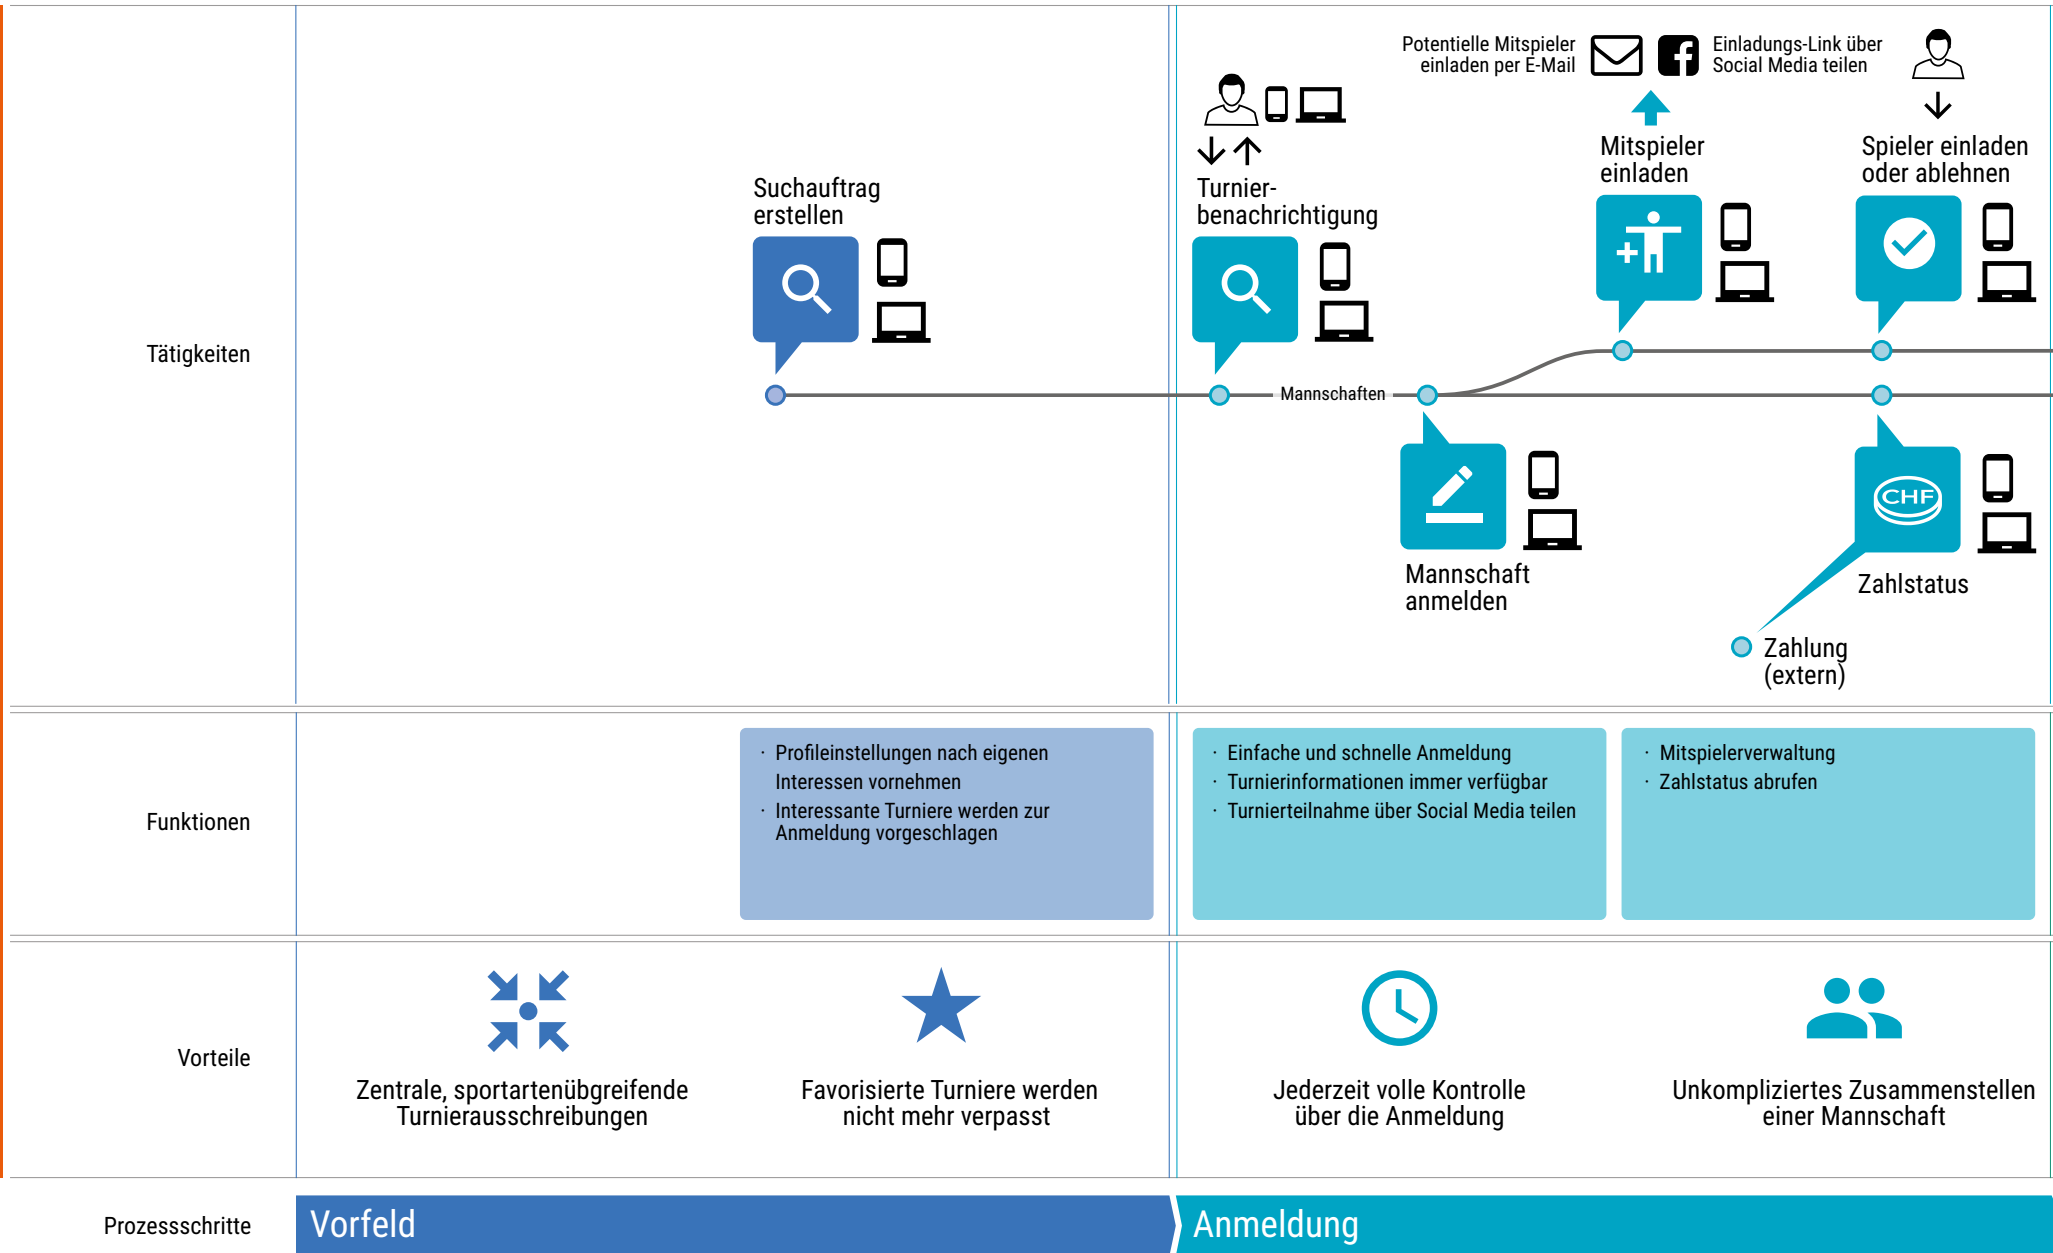 Potentielle Mitspieler
einladen per E-Mail
Einladungs-Link über
Social Media teilen
Mitspieler
einladen
Spieler einladen
oder ablehnen
Suchauftrag
erstellen
Turnier-
benachrichtigung
Tätigkeiten
Mannschaften
CHF
Mannschaft
anmelden
Zahlstatus
Zahlung
(extern)
Funktionen
· Profileinstellungen nach eigenen
Interessen vornehmen
· Interessante Turniere werden zur
Anmeldung vorgeschlagen
· Einfache und schnelle Anmeldung
· Turnierinformationen immer verfügbar
· Turnierteilnahme über Social Media teilen
· Mitspielerverwaltung
· Zahlstatus abrufen
Vorteile
Zentrale, sportartenübgreifende
Turnierausschreibungen
Favorisierte Turniere werden
nicht mehr verpasst
Jederzeit volle Kontrolle
über die Anmeldung
Unkompliziertes Zusammenstellen
einer Mannschaft
Prozessschritte
Vorfeld
Anmeldung